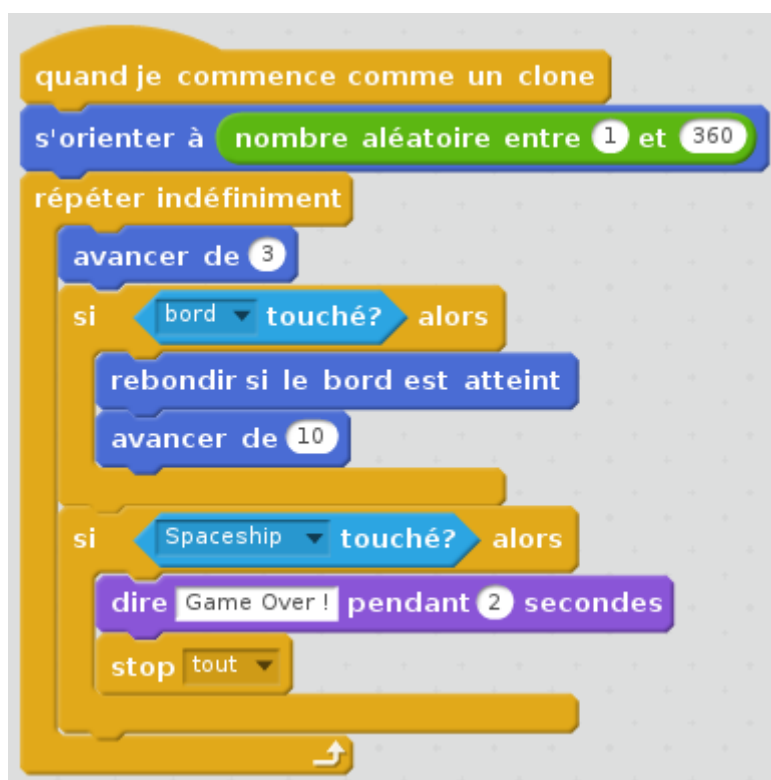 quand je commence comme un clone
s'orienter à nombre aléatoire entre 1 et 360
répéter indéfiniment
avancer de 3
si bord touché? alors
rebondir si le bord est atteint
avancer de 10
si Spaceship touché? alors
dire Game Over ! pendant 2 secondes
stop tout